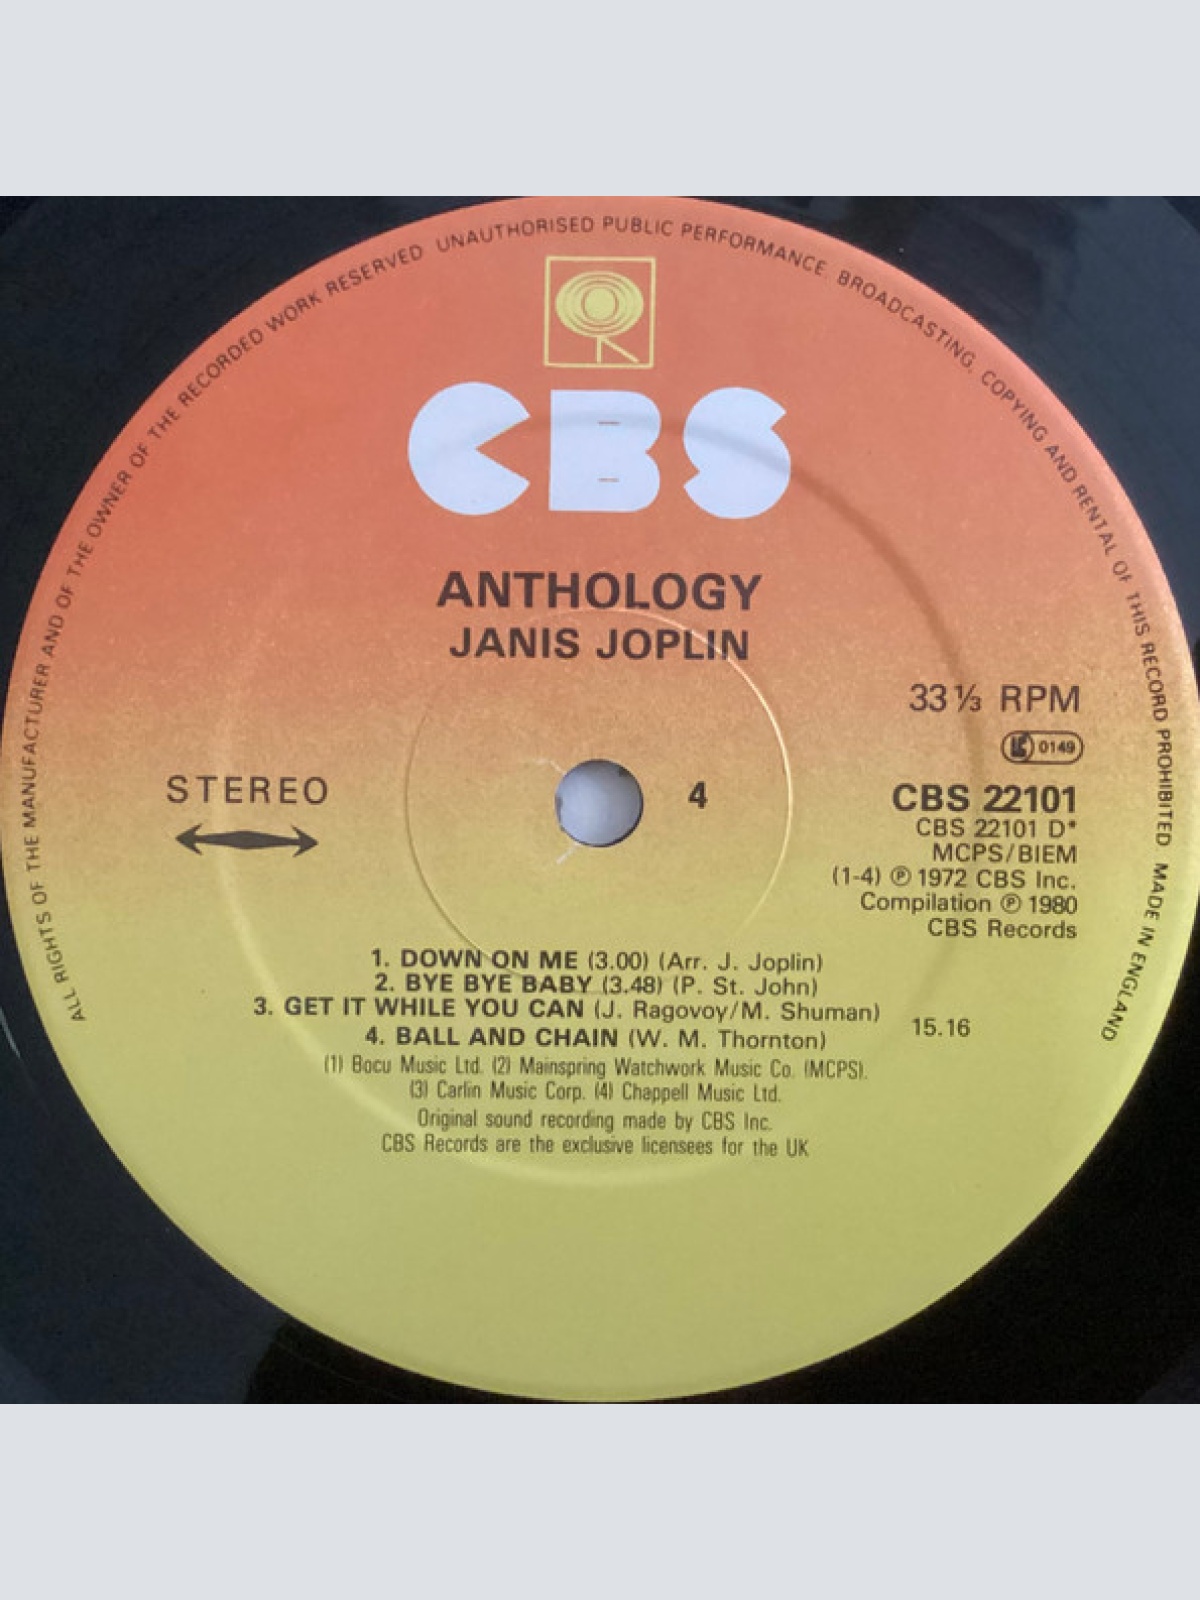 ALL RIGHTS OF THE MANUFACTURER AND OF THE OWNER OF THE RECORDED WORK RESERVED UNAUTHORISED PUBLIC PERFORMANCE, BROADCASTING, COPYING AND RENTAL OF THIS RECORD PROHIBITED MADE IN ENGLAND
CBS
ANTHOLOGY
JANIS JOPLIN
33⅓ RPM
LC 0149
STEREO
4
CBS 22101
CBS 22101 D*
MCPS/BIEM
(1-4) ℗ 1972 CBS Inc.
Compilation ℗ 1980
CBS Records
1. DOWN ON ME (3.00) (Arr. J. Joplin)
2. BYE BYE BABY (3.48) (P. St. John)
3. GET IT WHILE YOU CAN (J. Ragovoy/M. Shuman)
4. BALL AND CHAIN (W. M. Thornton)
15.16
(1) Bocu Music Ltd. (2) Mainspring Watchwork Music Co. (MCPS).
(3) Carlin Music Corp. (4) Chappell Music Ltd.
Original sound recording made by CBS Inc.
CBS Records are the exclusive licensees for the UK